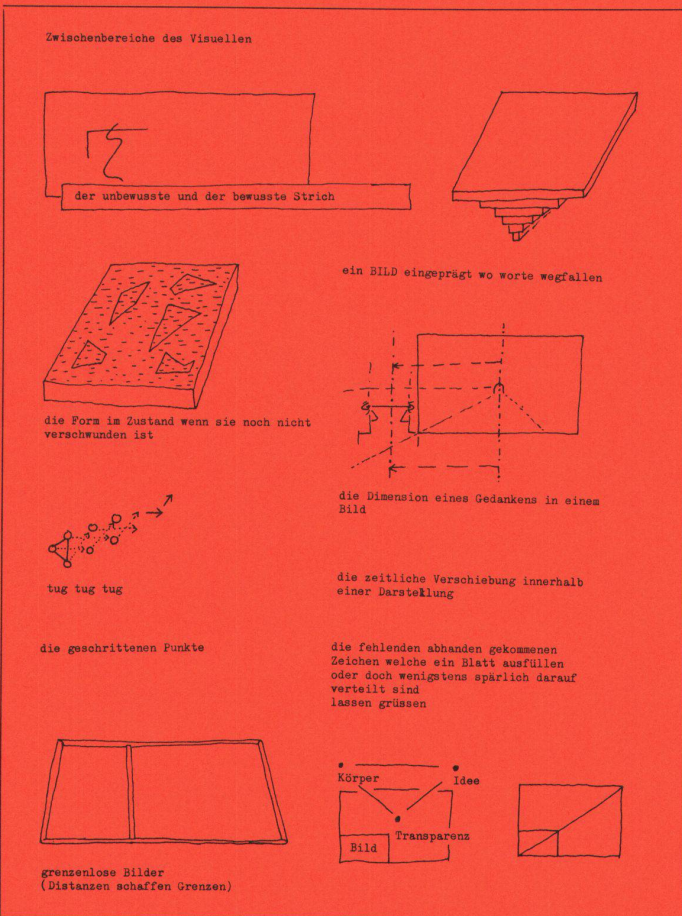 Zwischenbereiche des Visuellen
der unbewusste und der bewusste Strich
ein BILD eingeprägt wo worte wegfallen
die Form im Zustand wenn sie noch nicht
verschwunden ist
die Dimension eines Gedankens in einem
Bild
tug tug tug
die zeitliche Verschiebung innerhalb
einer Darstellung
die geschrittenen Punkte
die fehlenden abhanden gekommenen
Zeichen welche ein Blatt ausfüllen
oder doch wenigstens spärlich darauf
verteilt sind
lassen grüssen
Körper
Idee
Transparenz
Bild
grenzenlose Bilder
(Distanzen schaffen Grenzen)